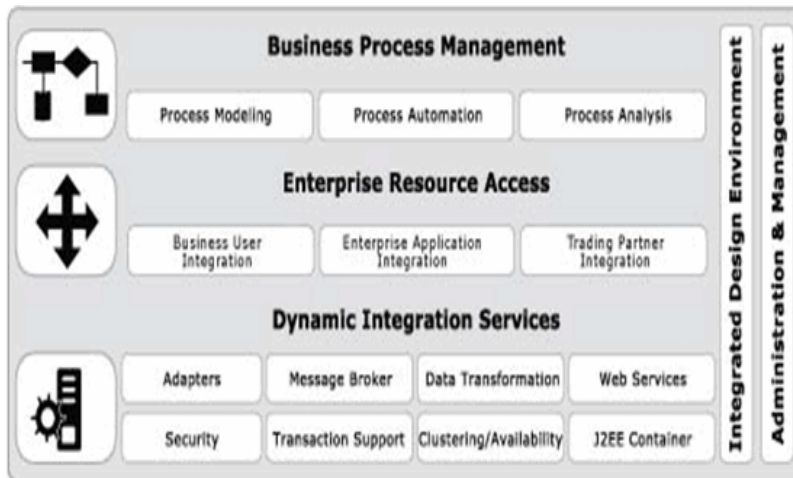 Business Process Management
Process Modeling
Process Automation
Process Analysis
Enterprise Resource Access
Business User
Integration
Enterprise Application
Integration
Trading Partner
Integration
Dynamic Integration Services
Adapters
Message Broker
Data Transformation
Web Services
Security
Transaction Support
Clustering/Availability
J2EE Container
Integrated Design Environment
Administration & Management